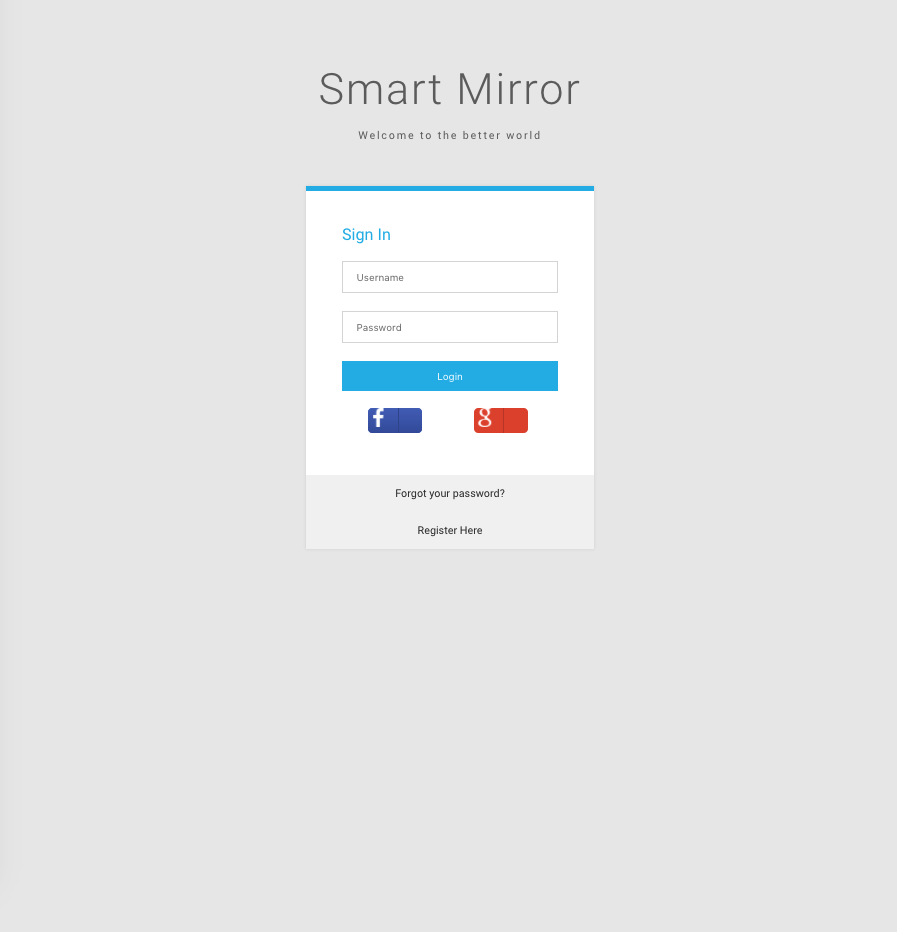 Smart Mirror
Welcome to the better world
Sign In
Username
Password
Login
f
g
Forgot your password?
Register Here